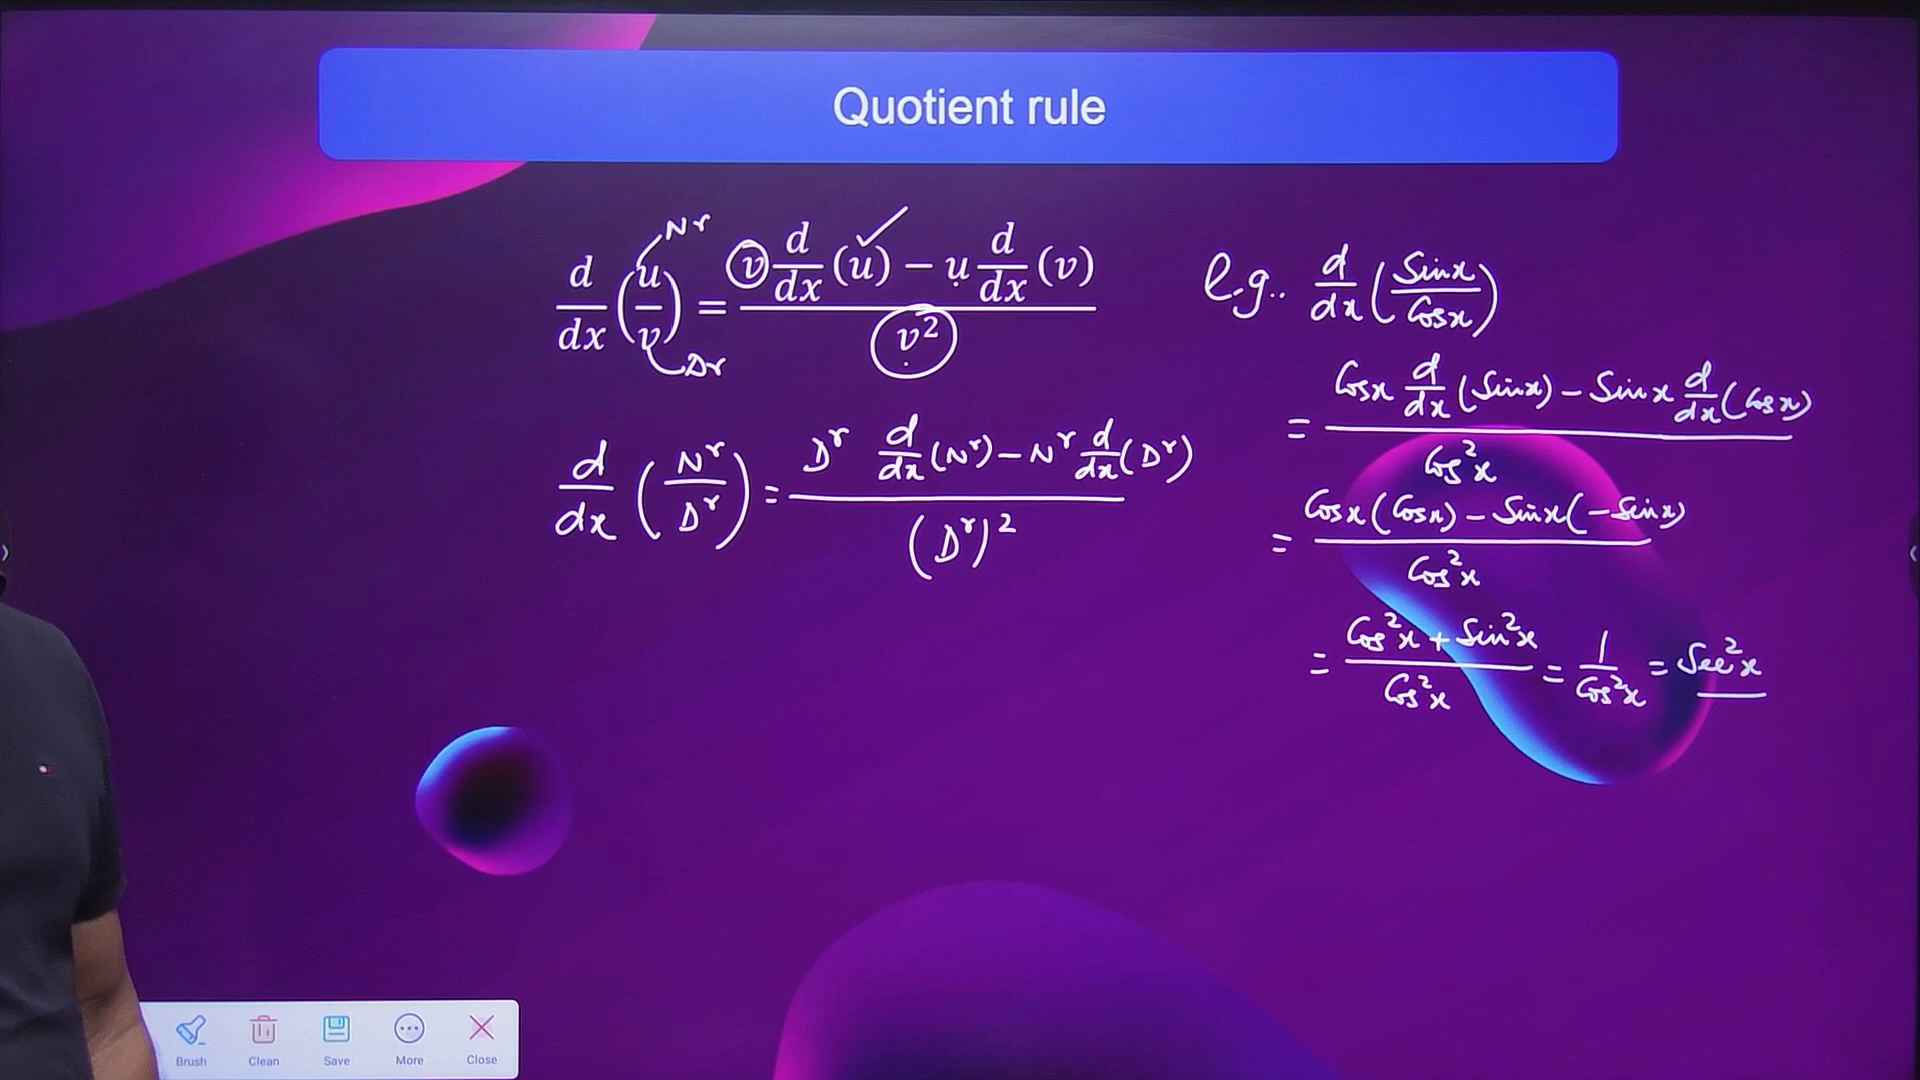 Quotient rule
d/dx (u/v) = (v d/dx (u) − u d/dx (v)) / v²
Nr
Dr
d/dx (Nʳ/Dʳ) = (Dʳ d/dx (Nʳ) − Nʳ d/dx (Dʳ)) / (Dʳ)²
e.g.. d/dx (Sinx/Cosx)
= (Cosx d/dx (Sinx) − Sinx d/dx (Cosx)) / Cos²x
= (Cosx (Cosx) − Sinx (−Sinx)) / Cos²x
= (Cos²x + Sin²x) / Cos²x = 1/Cos²x = Sec²x
Brush Clean Save More Close